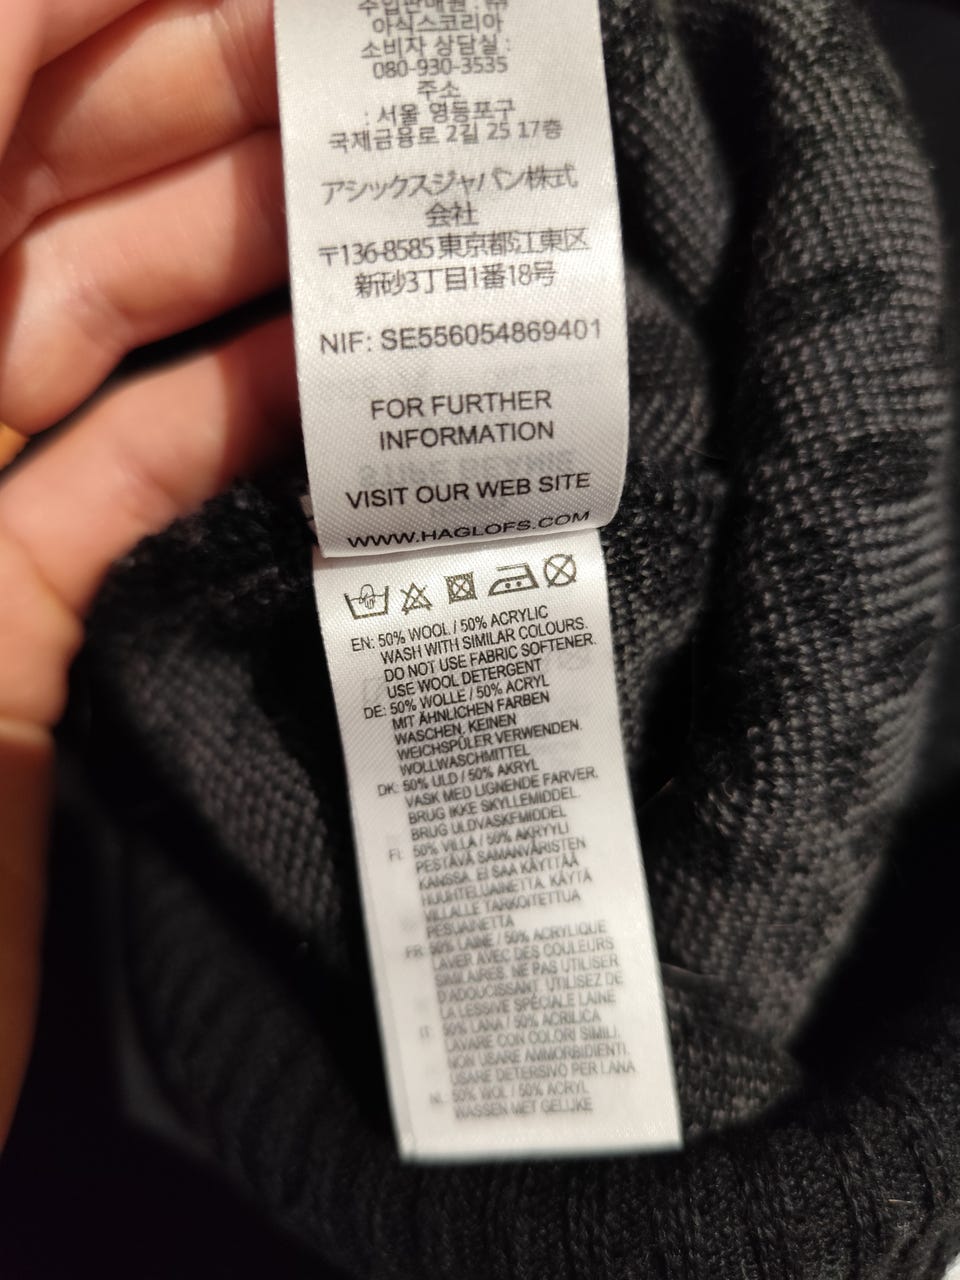 수입판매원 : ㈜
아식스코리아
소비자 상담실 :
080-930-3535
주소
: 서울 영등포구
국제금융로 2길 25 17층
アシックスジャパン株式
会社
〒136-8585 東京都江東区
新砂3丁目1番18号
NIF: SE556054869401
FOR FURTHER
INFORMATION
VISIT OUR WEB SITE
WWW.HAGLOFS.COM
EN: 50% WOOL / 50% ACRYLIC
WASH WITH SIMILAR COLOURS.
DO NOT USE FABRIC SOFTENER.
USE WOOL DETERGENT
DE: 50% WOLLE / 50% ACRYL
MIT ÄHNLICHEN FARBEN
WASCHEN. KEINEN
WEICHSPÜLER VERWENDEN.
WOLLWASCHMITTEL
DK: 50% ULD / 50% AKRYL
VASK MED LIGNENDE FARVER.
BRUG IKKE SKYLLEMIDDEL.
BRUG ULDVASKEMIDDEL
FI: 50% VILLA / 50% AKRYYLI
PESTÄVÄ SAMANVÄRISTEN
KANSSA. EI SAA KÄYTTÄÄ
HUUHTELUAINETTA. KÄYTÄ
VILLALLE TARKOITETTUA
PESUAINETTA
FR: 50% LAINE / 50% ACRYLIQUE
LAVER AVEC DES COULEURS
SIMILAIRES. NE PAS UTILISER
D'ADOUCISSANT. UTILISEZ DE
LA LESSIVE SPÉCIALE LAINE
IT: 50% LANA / 50% ACRILICA
LAVARE CON COLORI SIMILI.
NON USARE AMMORBIDIENTI.
USARE DETERSIVO PER LANA
NL: 50% WOL / 50% ACRYL
WASSEN MET GELIJKE